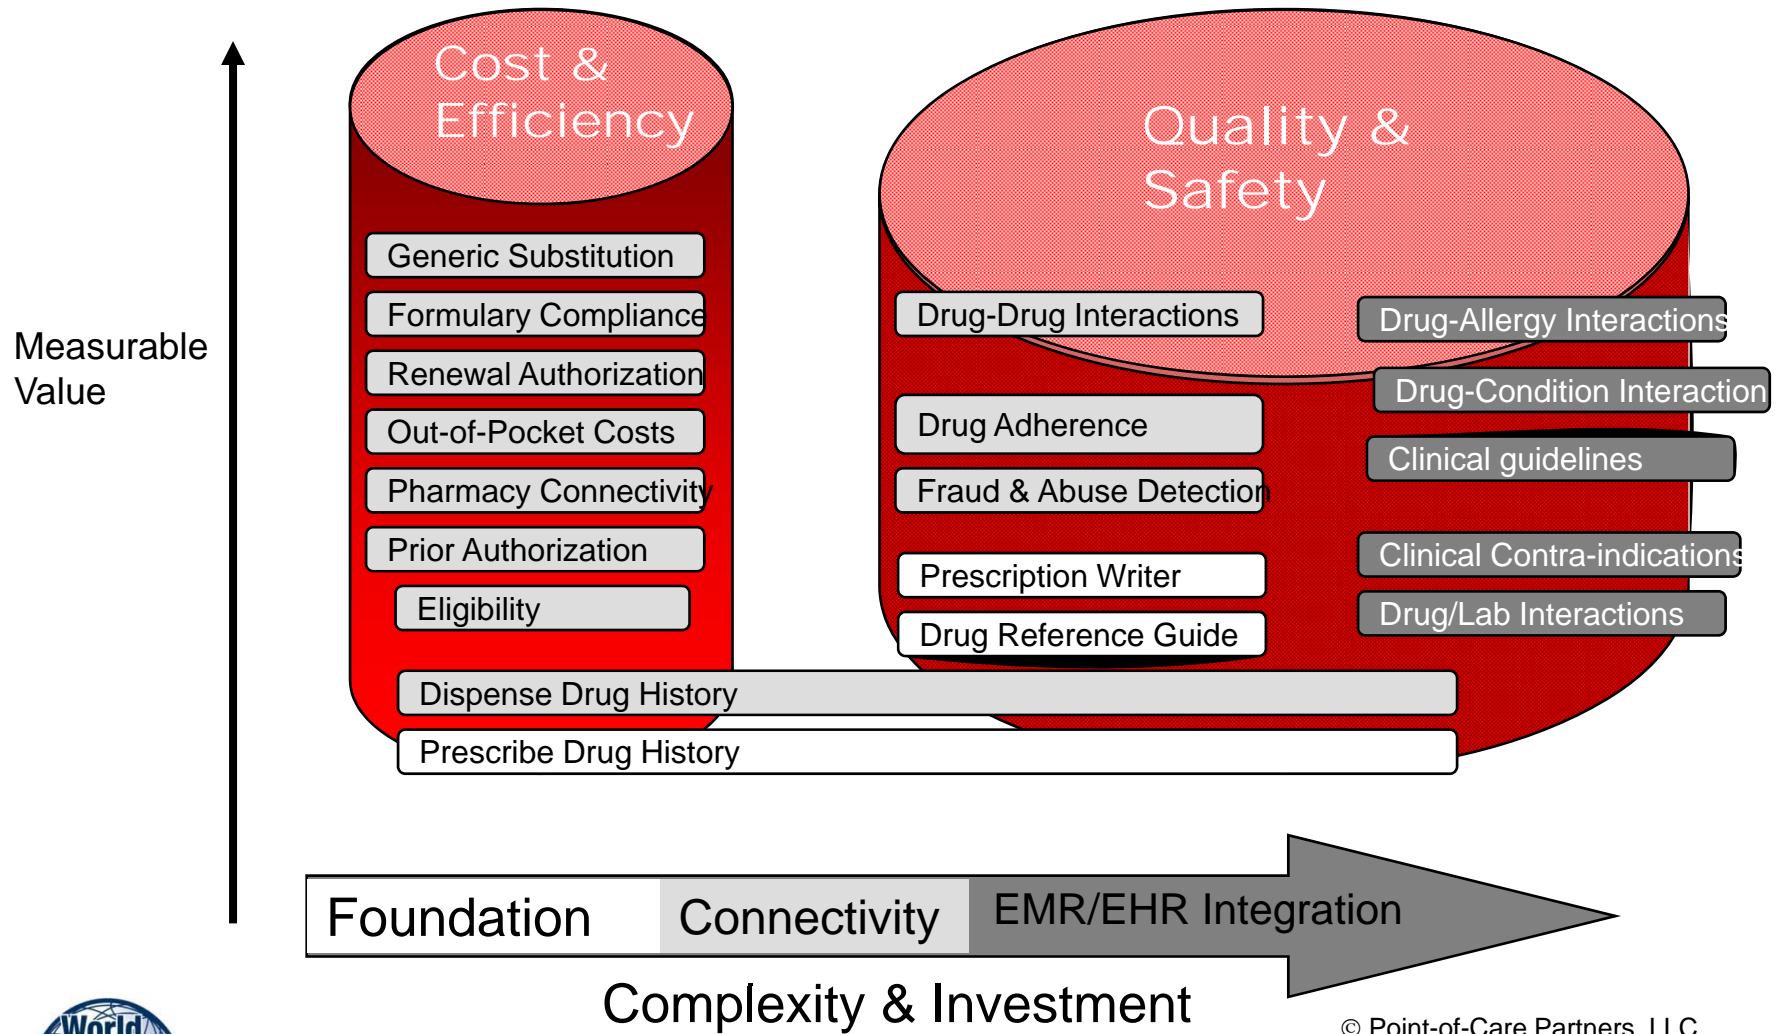 Cost &
Efficiency
Quality &
Safety
Measurable
Value
Generic Substitution
Formulary Compliance
Renewal Authorization
Out-of-Pocket Costs
Pharmacy Connectivity
Prior Authorization
Eligibility
Drug-Drug Interactions
Drug Adherence
Fraud & Abuse Detection
Prescription Writer
Drug Reference Guide
Drug-Allergy Interactions
Drug-Condition Interaction
Clinical guidelines
Clinical Contra-indications
Drug/Lab Interactions
Dispense Drug History
Prescribe Drug History
Foundation
Connectivity
EMR/EHR Integration
Complexity & Investment
World
© Point-of-Care Partners, LLC